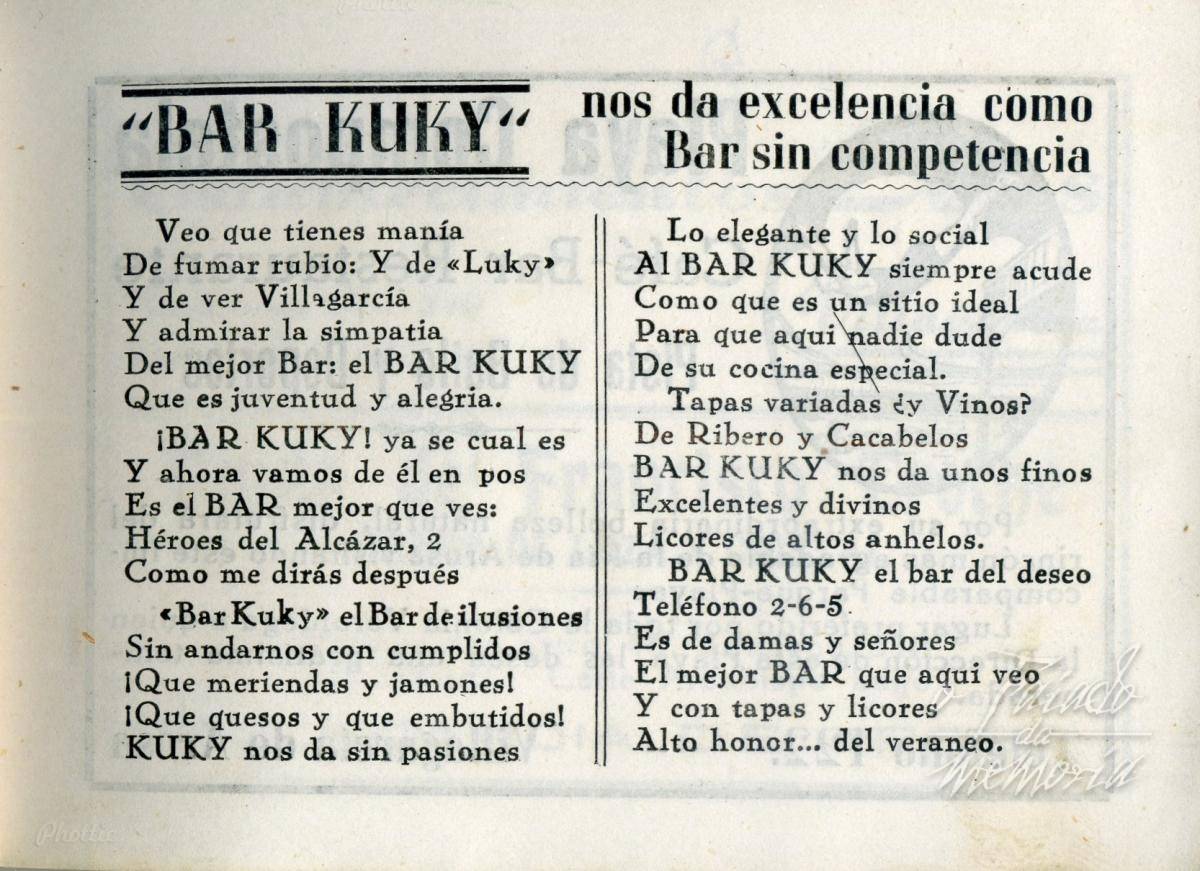 "BAR KUKY"
nos da excelencia como
Bar sin competencia
Veo que tienes manía
De fumar rubio: Y de «Luky»
Y de ver Villagarcía
Y admirar la simpatia
Del mejor Bar: el BAR KUKY
Que es juventud y alegria.
¡BAR KUKY! ya se cual es
Y ahora vamos de él en pos
Es el BAR mejor que ves:
Héroes del Alcázar, 2
Como me dirás después
«Bar Kuky» el Bar de ilusiones
Sin andarnos con cumplidos
¡Que meriendas y jamones!
¡Que quesos y que embutidos!
KUKY nos da sin pasiones
Lo elegante y lo social
Al BAR KUKY siempre acude
Como que es un sitio ideal
Para que aqui nadie dude
De su cocina especial.
Tapas variadas ¿y Vinos?
De Ribero y Cacabelos
BAR KUKY nos da unos finos
Excelentes y divinos
Licores de altos anhelos.
BAR KUKY el bar del deseo
Teléfono 2-6-5
Es de damas y señores
El mejor BAR que aqui veo
Y con tapas y licores
Alto honor... del veraneo.
o faiado
da
memoria
Phottic